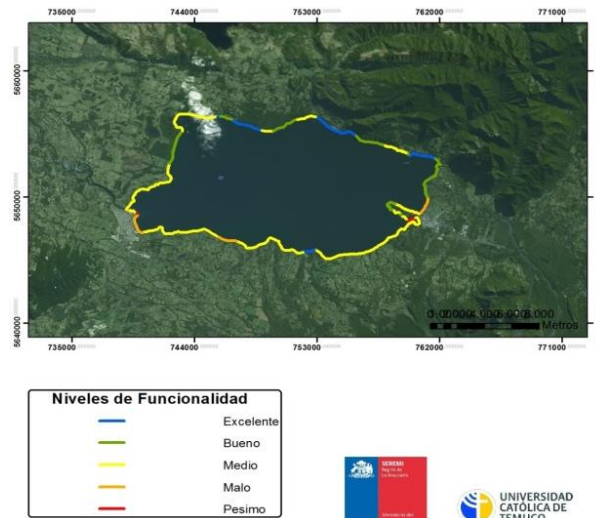 735000 744000 753000 762000 771000
5660000
5650000
5640000
Metros
735000 744000 753000 762000 771000
Niveles de Funcionalidad
Excelente
Bueno
Medio
Malo
Pesimo
SEREMI
UNIVERSIDAD
CATÓLICA DE
TEMUCO